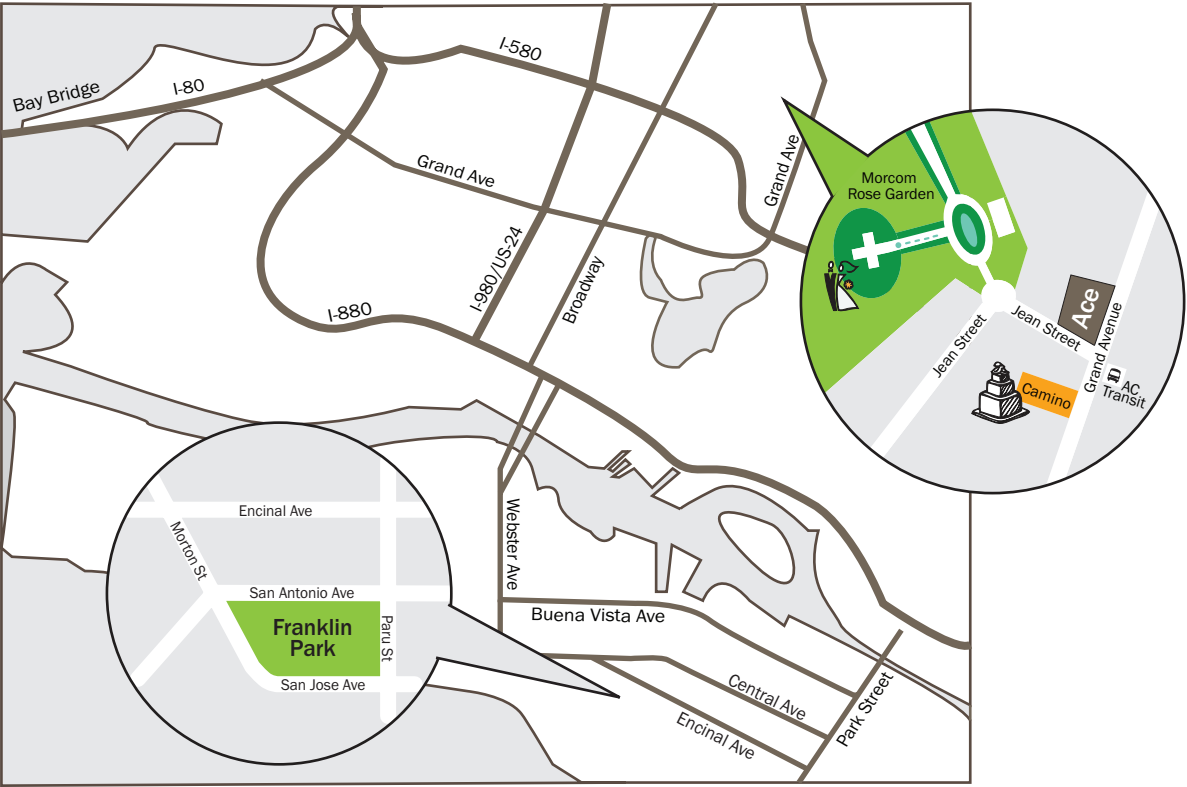 I-580
Bay Bridge
I-80
Grand Ave
Grand Ave
Morcom
Rose Garden
I-980/US-24
Broadway
I-880
Ace
Jean Street
Jean Street
Grand Avenue
AC
Transit
Camino
Encinal Ave
Morton St
San Antonio Ave
Franklin
Park
Paru St
San Jose Ave
Webster Ave
Buena Vista Ave
Central Ave
Encinal Ave
Park Street